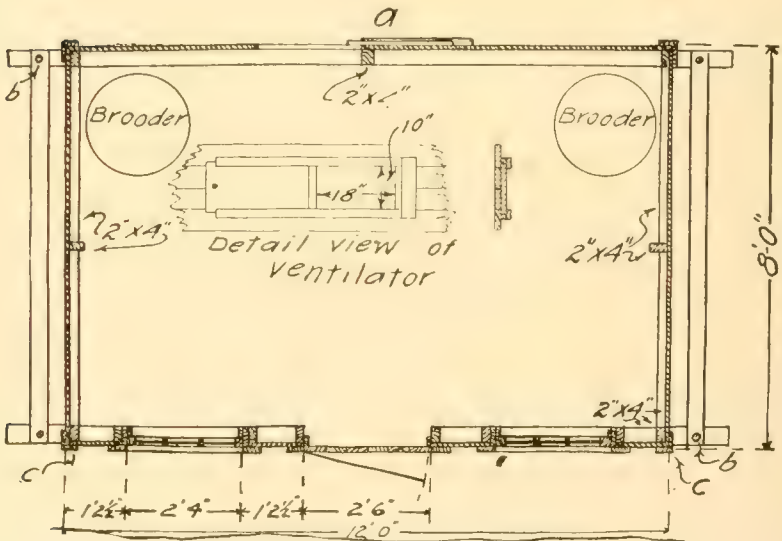 a
b
2"x4"
Brooder
Brooder
10"
18"
2"x4"
2"x4"
8'0"
Detail view of
Ventilator
2"x4"
c
b
c
1'2½"
2'4"
1'2½"
2'6"
12'0"